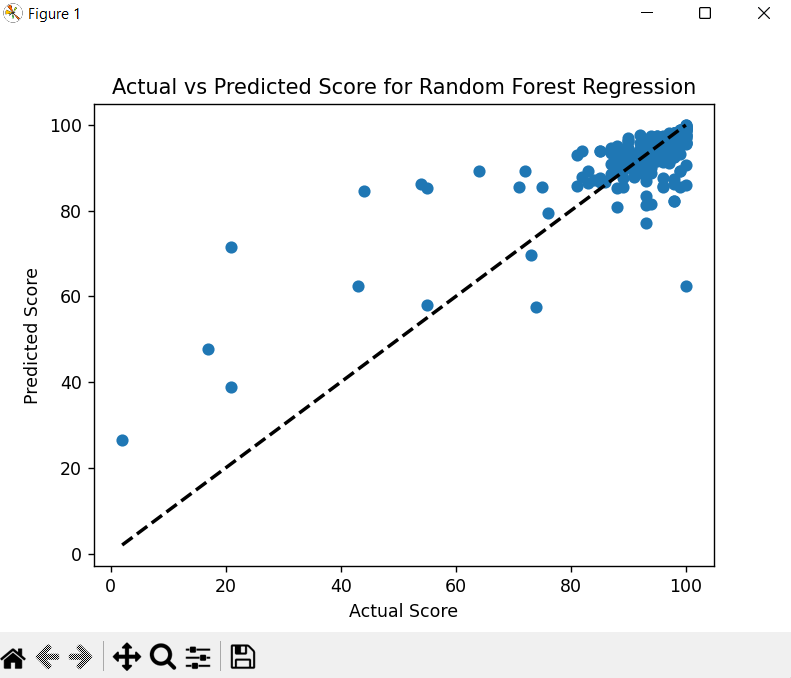 Figure 1
Actual vs Predicted Score for Random Forest Regression
100
80
60
40
20
0
Predicted Score
0 20 40 60 80 100
Actual Score